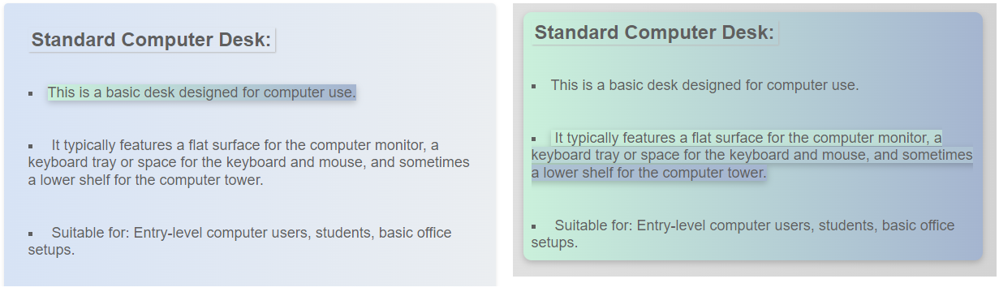 Standard Computer Desk:
▪ This is a basic desk designed for computer use.
▪ It typically features a flat surface for the computer monitor, a
keyboard tray or space for the keyboard and mouse, and sometimes
a lower shelf for the computer tower.
▪ Suitable for: Entry-level computer users, students, basic office
setups.
Standard Computer Desk:
▪ This is a basic desk designed for computer use.
▪ It typically features a flat surface for the computer monitor, a
keyboard tray or space for the keyboard and mouse, and sometimes
a lower shelf for the computer tower.
▪ Suitable for: Entry-level computer users, students, basic office
setups.